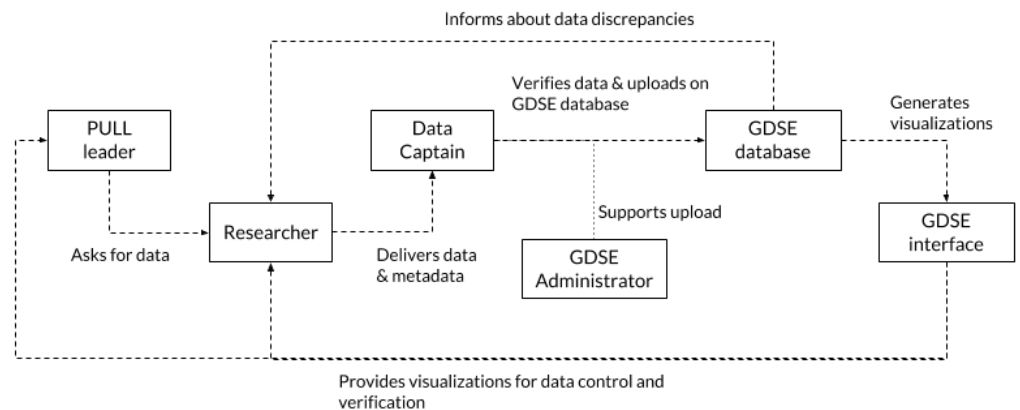 Informs about data discrepancies
Verifies data & uploads on
GDSE database
Generates
visualizations
PULL
leader
Data
Captain
GDSE
database
Supports upload
Researcher
GDSE
interface
Asks for data
Delivers data
& metadata
GDSE
Administrator
Provides visualizations for data control and
verification